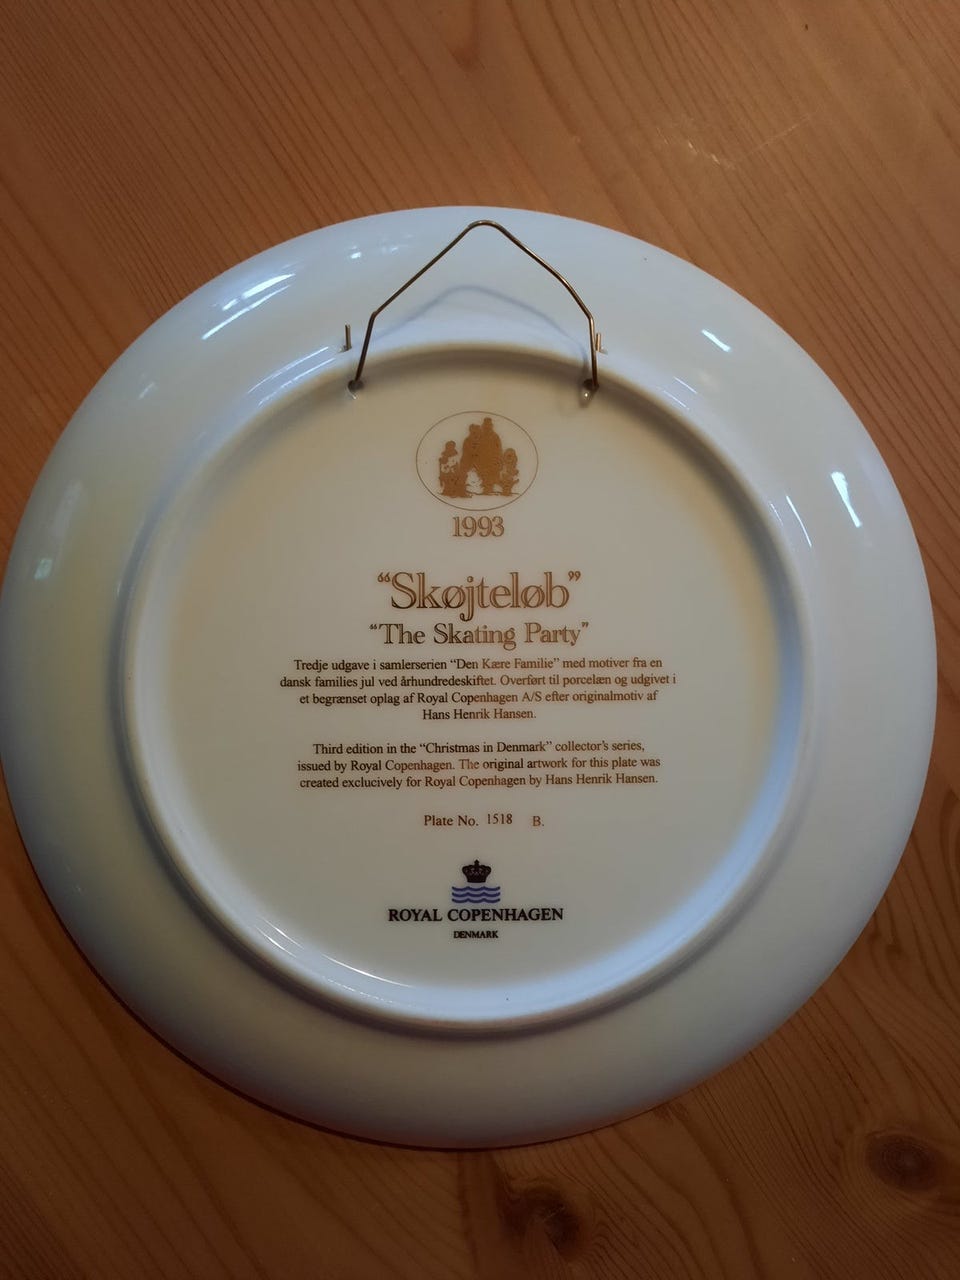 1993
“Skøjteløb”
“The Skating Party”
Tredje udgave i samlerserien “Den Kære Familie” med motiver fra en
dansk families jul ved århundredeskiftet. Overført til porcelæn og udgivet i
et begrænset oplag af Royal Copenhagen A/S efter originalmotiv af
Hans Henrik Hansen.
Third edition in the “Christmas in Denmark” collector’s series,
issued by Royal Copenhagen. The original artwork for this plate was
created exclucively for Royal Copenhagen by Hans Henrik Hansen.
Plate No. 1518 B.
ROYAL COPENHAGEN
DENMARK